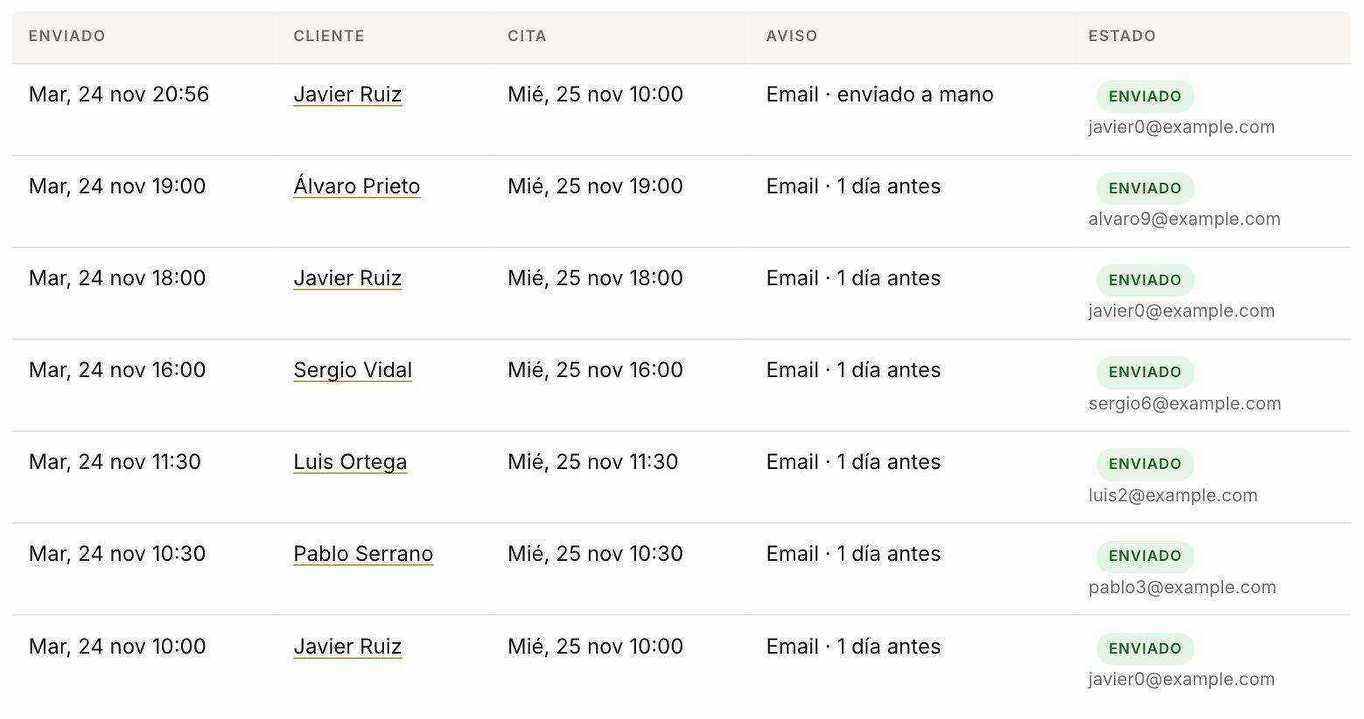 ENVIADO CLIENTE CITA AVISO ESTADO
Mar, 24 nov 20:56 Javier Ruiz Mié, 25 nov 10:00 Email · enviado a mano ENVIADO
javier0@example.com
Mar, 24 nov 19:00 Álvaro Prieto Mié, 25 nov 19:00 Email · 1 día antes ENVIADO
alvaro9@example.com
Mar, 24 nov 18:00 Javier Ruiz Mié, 25 nov 18:00 Email · 1 día antes ENVIADO
javier0@example.com
Mar, 24 nov 16:00 Sergio Vidal Mié, 25 nov 16:00 Email · 1 día antes ENVIADO
sergio6@example.com
Mar, 24 nov 11:30 Luis Ortega Mié, 25 nov 11:30 Email · 1 día antes ENVIADO
luis2@example.com
Mar, 24 nov 10:30 Pablo Serrano Mié, 25 nov 10:30 Email · 1 día antes ENVIADO
pablo3@example.com
Mar, 24 nov 10:00 Javier Ruiz Mié, 25 nov 10:00 Email · 1 día antes ENVIADO
javier0@example.com